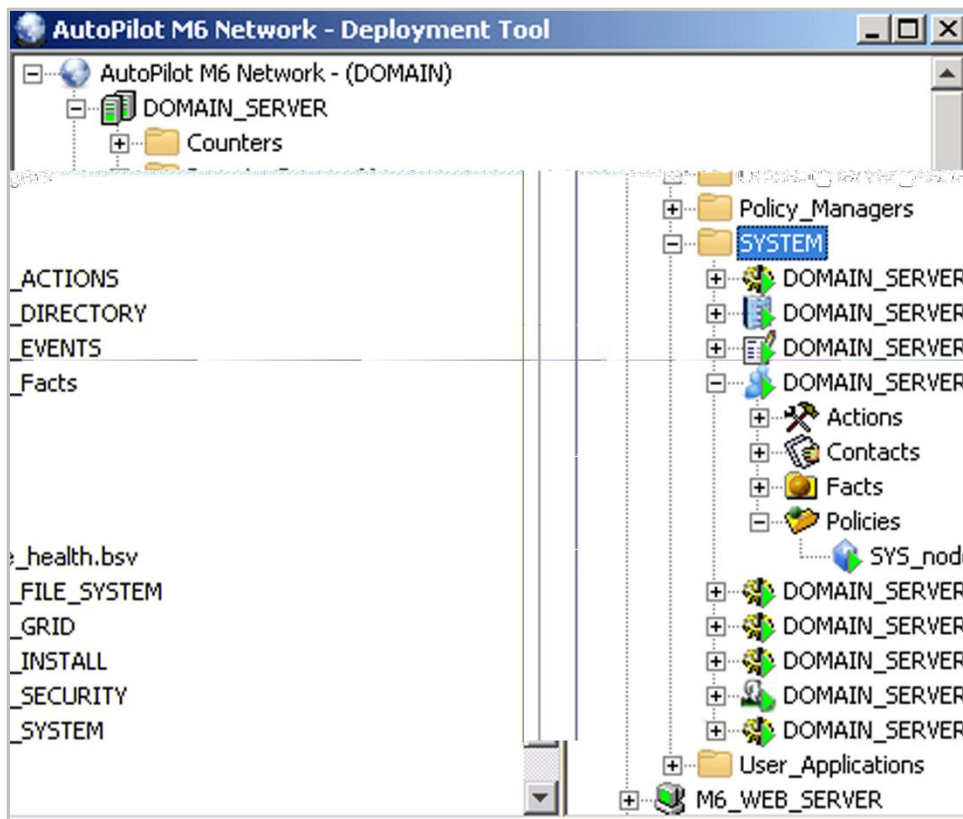 AutoPilot M6 Network - Deployment Tool
AutoPilot M6 Network - (DOMAIN)
DOMAIN_SERVER
Counters
Policy_Managers
SYSTEM
_ACTIONS
DOMAIN_SERVER
_DIRECTORY
DOMAIN_SERVER
_EVENTS
DOMAIN_SERVER
_Facts
DOMAIN_SERVER
Actions
Contacts
Facts
Policies
_health.bsv
SYS_node
_FILE_SYSTEM
DOMAIN_SERVER
_GRID
DOMAIN_SERVER
_INSTALL
DOMAIN_SERVER
_SECURITY
DOMAIN_SERVER
_SYSTEM
DOMAIN_SERVER
User_Applications
M6_WEB_SERVER